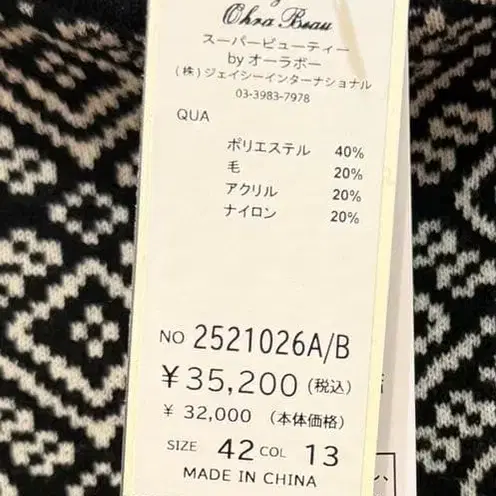 Ohra Beau
スーパービューティー
by オーラボー
(株)ジェイシーインターナショナル
03-3983-7978
QUA
ポリエステル 40%
毛 20%
アクリル 20%
ナイロン 20%
NO 2521026A/B
¥35,200 (税込)
¥ 32,000 (本体価格)
SIZE 42 COL 13
MADE IN CHINA